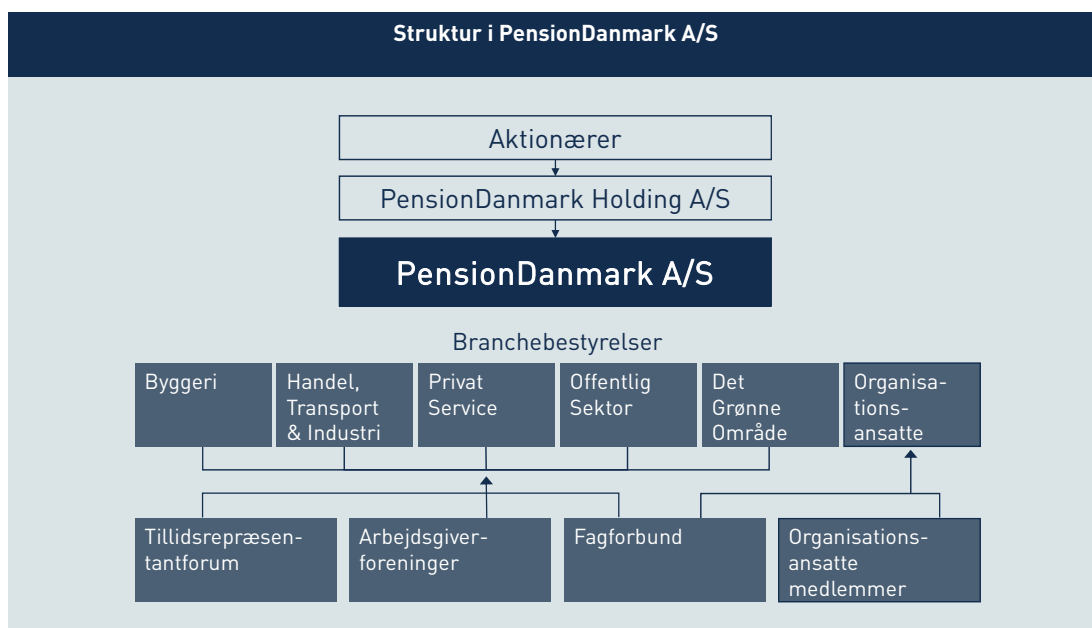 Struktur i PensionDanmark A/S
Aktionærer
PensionDanmark Holding A/S
PensionDanmark A/S
Branchebestyrelser
Byggeri
Handel,
Transport
& Industri
Privat
Service
Offentlig
Sektor
Det
Grønne
Område
Organisa-
tions-
ansatte
Tillidsrepræsen-
tantforum
Arbejdsgiver-
foreninger
Fagforbund
Organisations-
ansatte
medlemmer